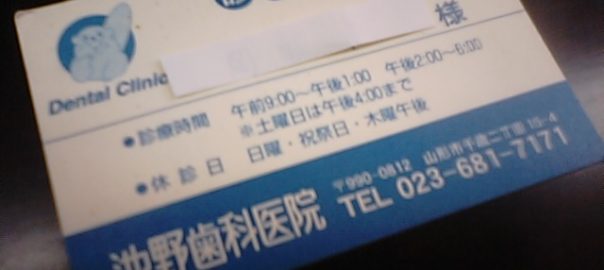 様
Dental Clinic
●診療時間 午前9:00～午後1:00 午後2:00～6:00
※土曜日は午後4:00まで
●休診日 日曜・祝祭日・木曜午後
〒990-0812 山形市千歳二丁目15-4
池野歯科医院 TEL 023-681-7171